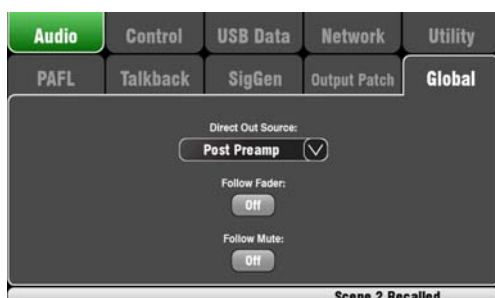 Audio Control USB Data Network Utility
PAFL Talkback SigGen Output Patch Global
Direct Out Source:
Post Preamp
Follow Fader:
Off
Follow Mute:
Off
Scene 2 Recalled